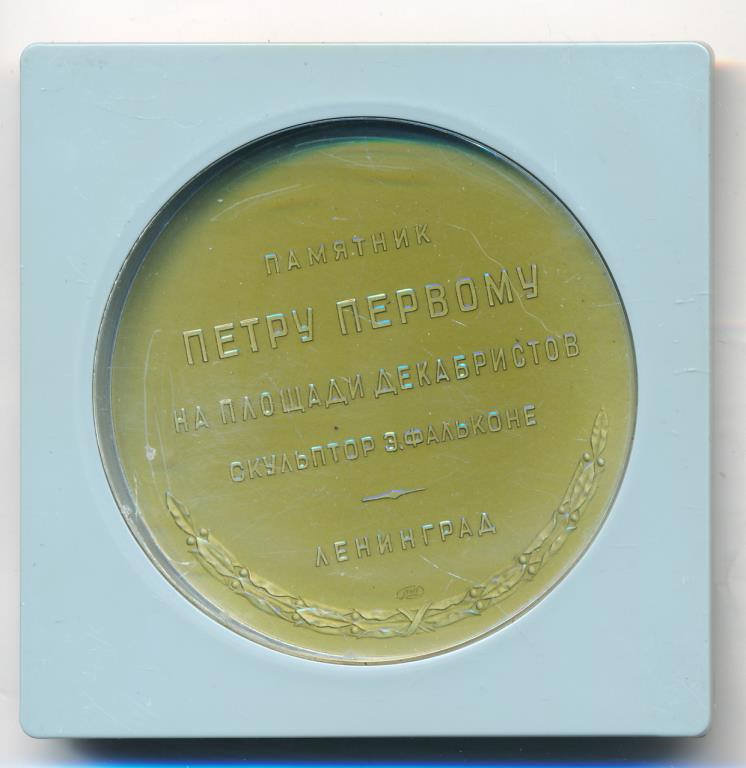 ПАМЯТНИК
ПЕТРУ ПЕРВОМУ
НА ПЛОЩАДИ ДЕКАБРИСТОВ
СКУЛЬПТОР Э.ФАЛЬКОНЕ
ЛЕНИНГРАД